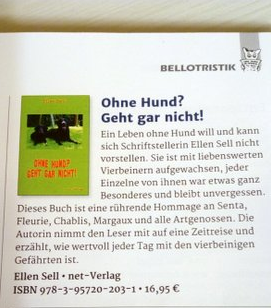 BELLOTRISTIK
Ohne Hund?
Geht gar nicht!
Ein Leben ohne Hund will und kann
sich Schriftstellerin Ellen Sell nicht
vorstellen. Sie ist mit liebenswerten
Vierbeinern aufgewachsen, jeder
Einzelne von ihnen war etwas ganz
Besonderes und bleibt unvergessen.
Dieses Buch ist eine rührende Hommage an Senta,
Fleurie, Chablis, Margaux und alle Artgenossen. Die
Autorin nimmt den Leser mit auf eine Zeitreise und
erzählt, wie wertvoll jeder Tag mit den vierbeinigen
Gefährten ist.
Ellen Sell • net-Verlag
ISBN 978-3-95720-203-1 • 16,95 €
OHNE HUND?
GEHT GAR NICHT!